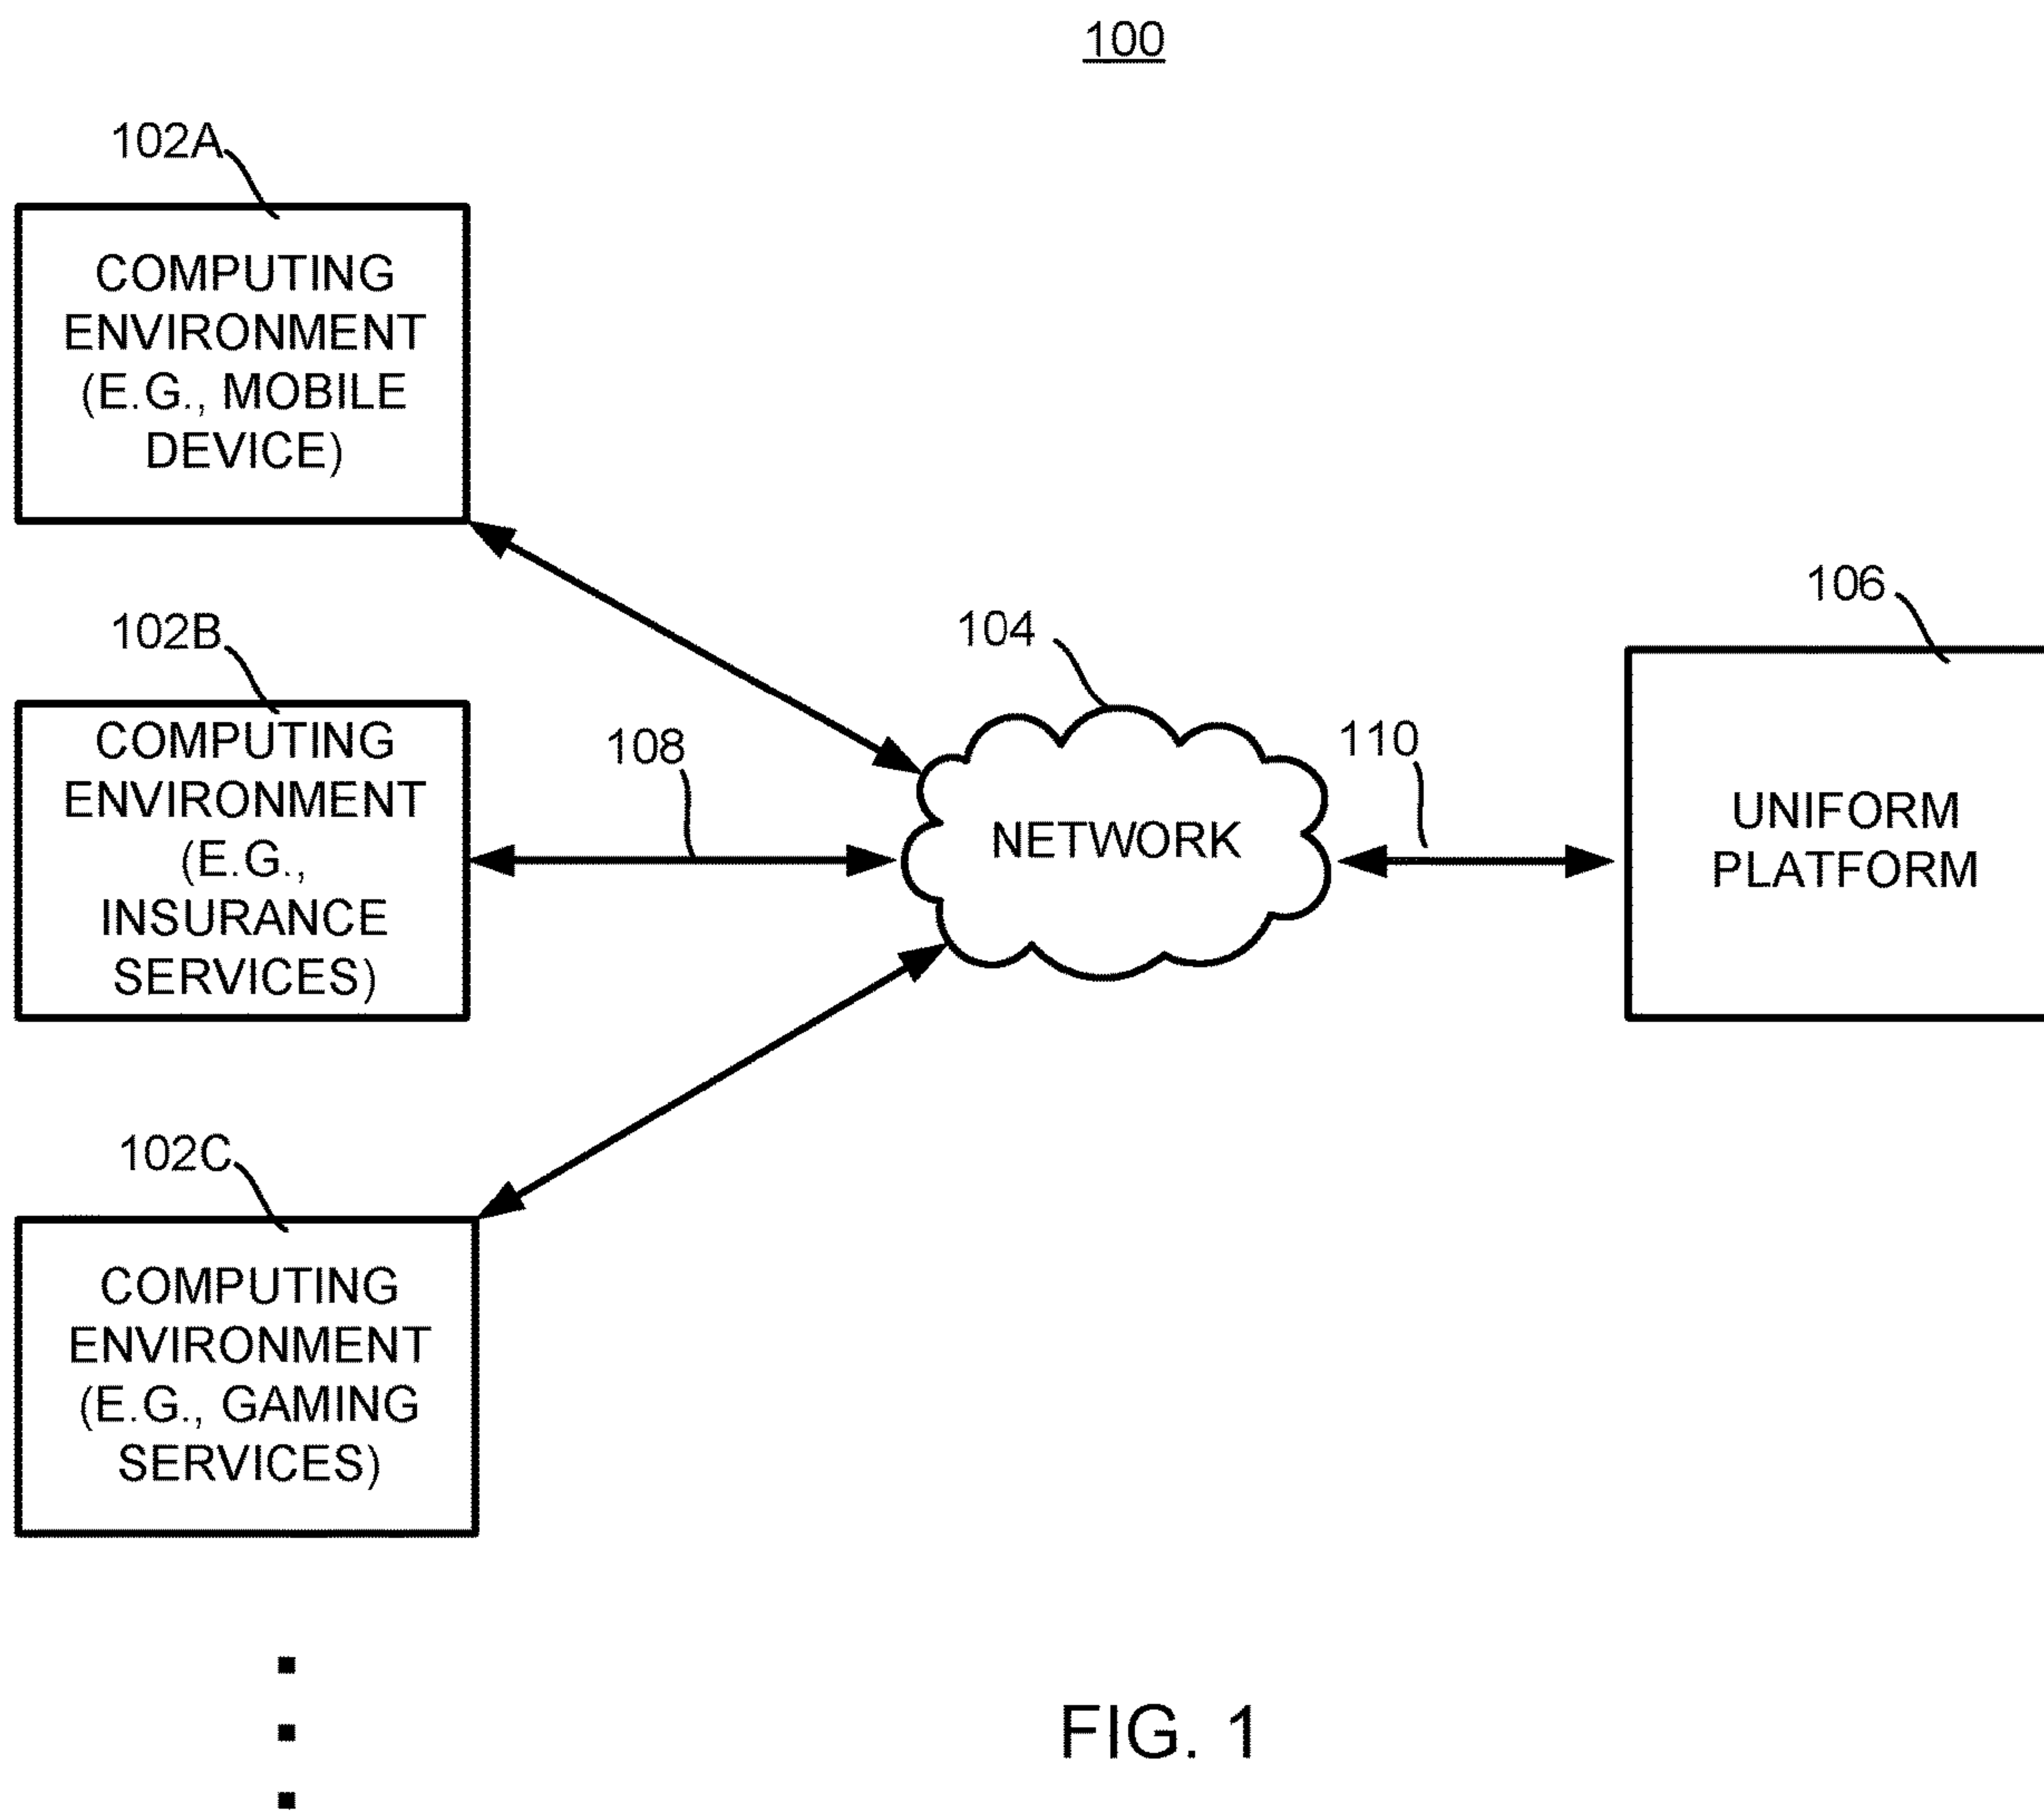 100
102A
COMPUTING
ENVIRONMENT
(E.G., MOBILE
DEVICE)
102B
COMPUTING
ENVIRONMENT
(E.G.,
INSURANCE
SERVICES)
108
104
NETWORK
110
106
UNIFORM
PLATFORM
102C
COMPUTING
ENVIRONMENT
(E.G., GAMING
SERVICES)
FIG. 1